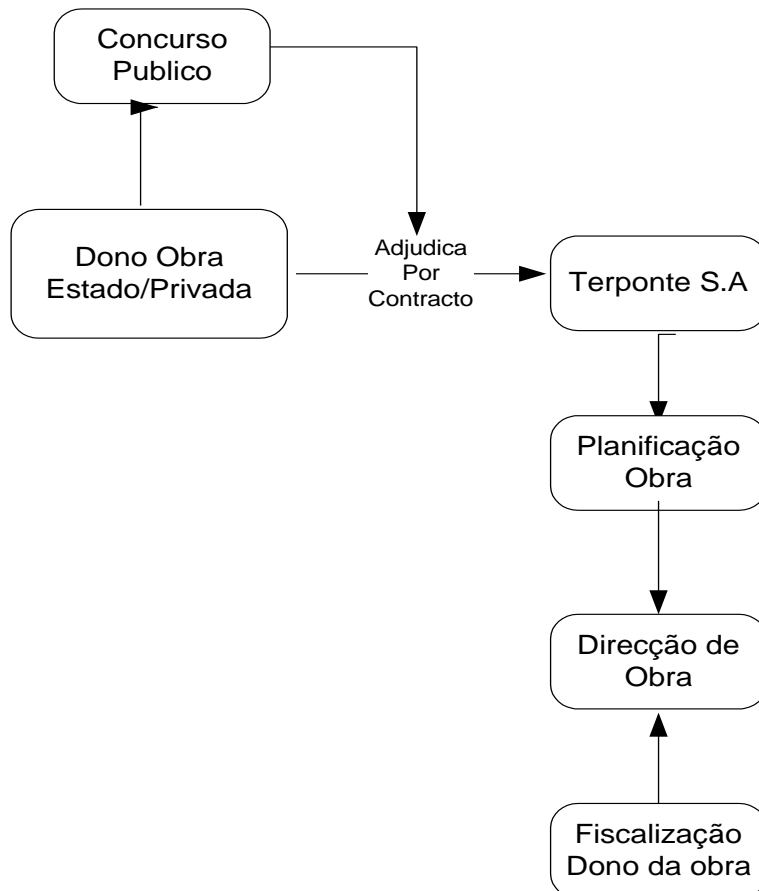 Concurso
Publico
Dono Obra
Estado/Privada
Adjudica
Por
Contracto
Terponte S.A
Planificação
Obra
Direcção de
Obra
Fiscalização
Dono da obra